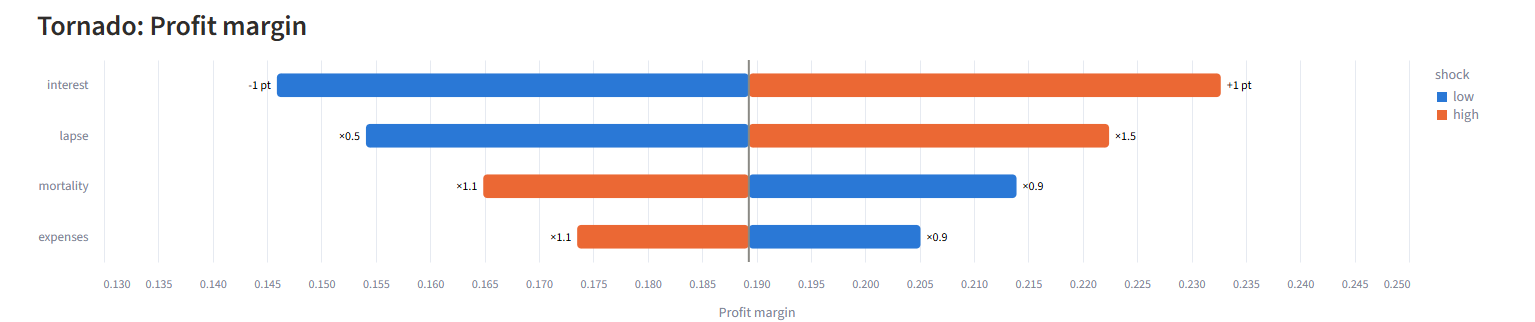 Tornado: Profit margin
interest -1 pt +1 pt
shock
low
high
lapse ×0.5 ×1.5
mortality ×1.1 ×0.9
expenses ×1.1 ×0.9
0.130 0.135 0.140 0.145 0.150 0.155 0.160 0.165 0.170 0.175 0.180 0.185 0.190 0.195 0.200 0.205 0.210 0.215 0.220 0.225 0.230 0.235 0.240 0.245 0.250
Profit margin